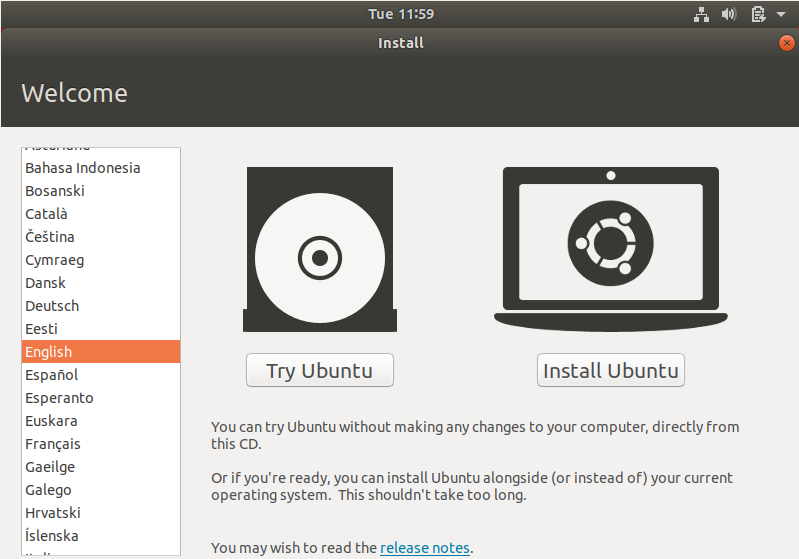 Tue 11:59
Install
Welcome
Asturianu
Bahasa Indonesia
Bosanski
Català
Čeština
Cymraeg
Dansk
Deutsch
Eesti
English
Español
Esperanto
Euskara
Français
Gaeilge
Galego
Hrvatski
Íslenska
Try Ubuntu
Install Ubuntu
You can try Ubuntu without making any changes to your computer, directly from
this CD.
Or if you're ready, you can install Ubuntu alongside (or instead of) your current
operating system.  This shouldn't take too long.
You may wish to read the release notes.